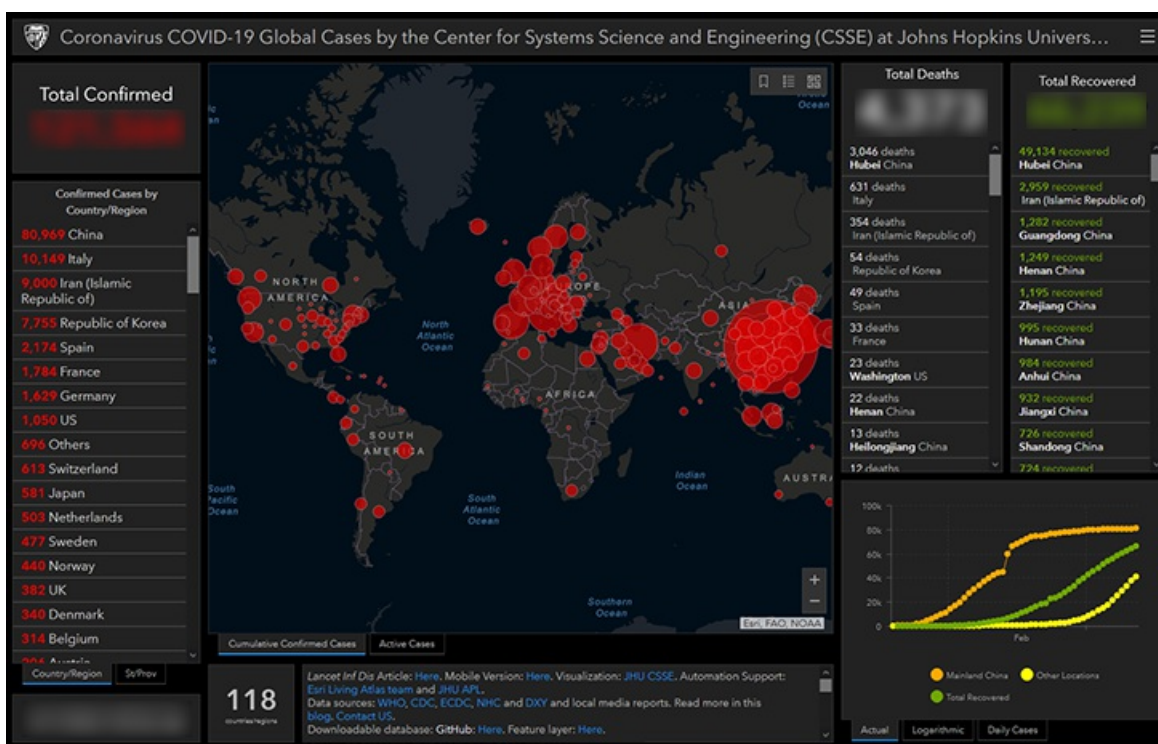 Coronavirus COVID-19 Global Cases by the Center for Systems Science and Engineering (CSSE) at Johns Hopkins Univers...
Total Confirmed
Confirmed Cases by
Country/Region
80,969 China
10,149 Italy
9,000 Iran (Islamic
Republic of)
7,755 Republic of Korea
2,174 Spain
1,784 France
1,629 Germany
1,050 US
696 Others
613 Switzerland
581 Japan
503 Netherlands
477 Sweden
440 Norway
382 UK
340 Denmark
314 Belgium
Austria
Country/Region
St/Prov
Ocean
NORTH
AMERICA
EUROPE
ASIA
North
Atlantic
Ocean
AFRICA
SOUTH
AMERICA
South
Pacific
Ocean
South
Atlantic
Ocean
Indian
Ocean
AUSTR
Southern
Ocean
+
−
Esri, FAO, NOAA
Cumulative Confirmed Cases
Active Cases
118
countries/regions
Lancet Inf Dis Article: Here. Mobile Version: Here. Visualization: JHU CSSE. Automation Support:
Esri Living Atlas team and JHU APL.
Data sources: WHO, CDC, ECDC, NHC and DXY and local media reports. Read more in this
blog. Contact US.
Downloadable database: GitHub: Here. Feature layer: Here.
Total Deaths
3,046 deaths
Hubei China
631 deaths
Italy
354 deaths
Iran (Islamic Republic of)
54 deaths
Republic of Korea
49 deaths
Spain
33 deaths
France
23 deaths
Washington US
22 deaths
Henan China
13 deaths
Heilongjiang China
12 deaths
Total Recovered
49,134 recovered
Hubei China
2,959 recovered
Iran (Islamic Republic of)
1,282 recovered
Guangdong China
1,249 recovered
Henan China
1,195 recovered
Zhejiang China
995 recovered
Hunan China
984 recovered
Anhui China
932 recovered
Jiangxi China
726 recovered
Shandong China
724 recovered
100k
80k
60k
40k
20k
0
Feb
Mainland China
Other Locations
Total Recovered
Actual
Logarithmic
Daily Cases